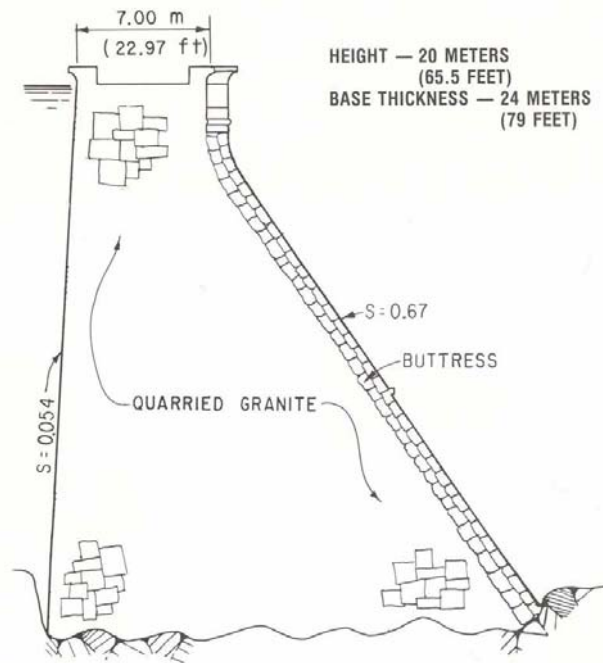 7.00 m
(22.97 ft)
HEIGHT — 20 METERS
(65.5 FEET)
BASE THICKNESS — 24 METERS
(79 FEET)
S=0.67
BUTTRESS
QUARRIED GRANITE
S=0.054